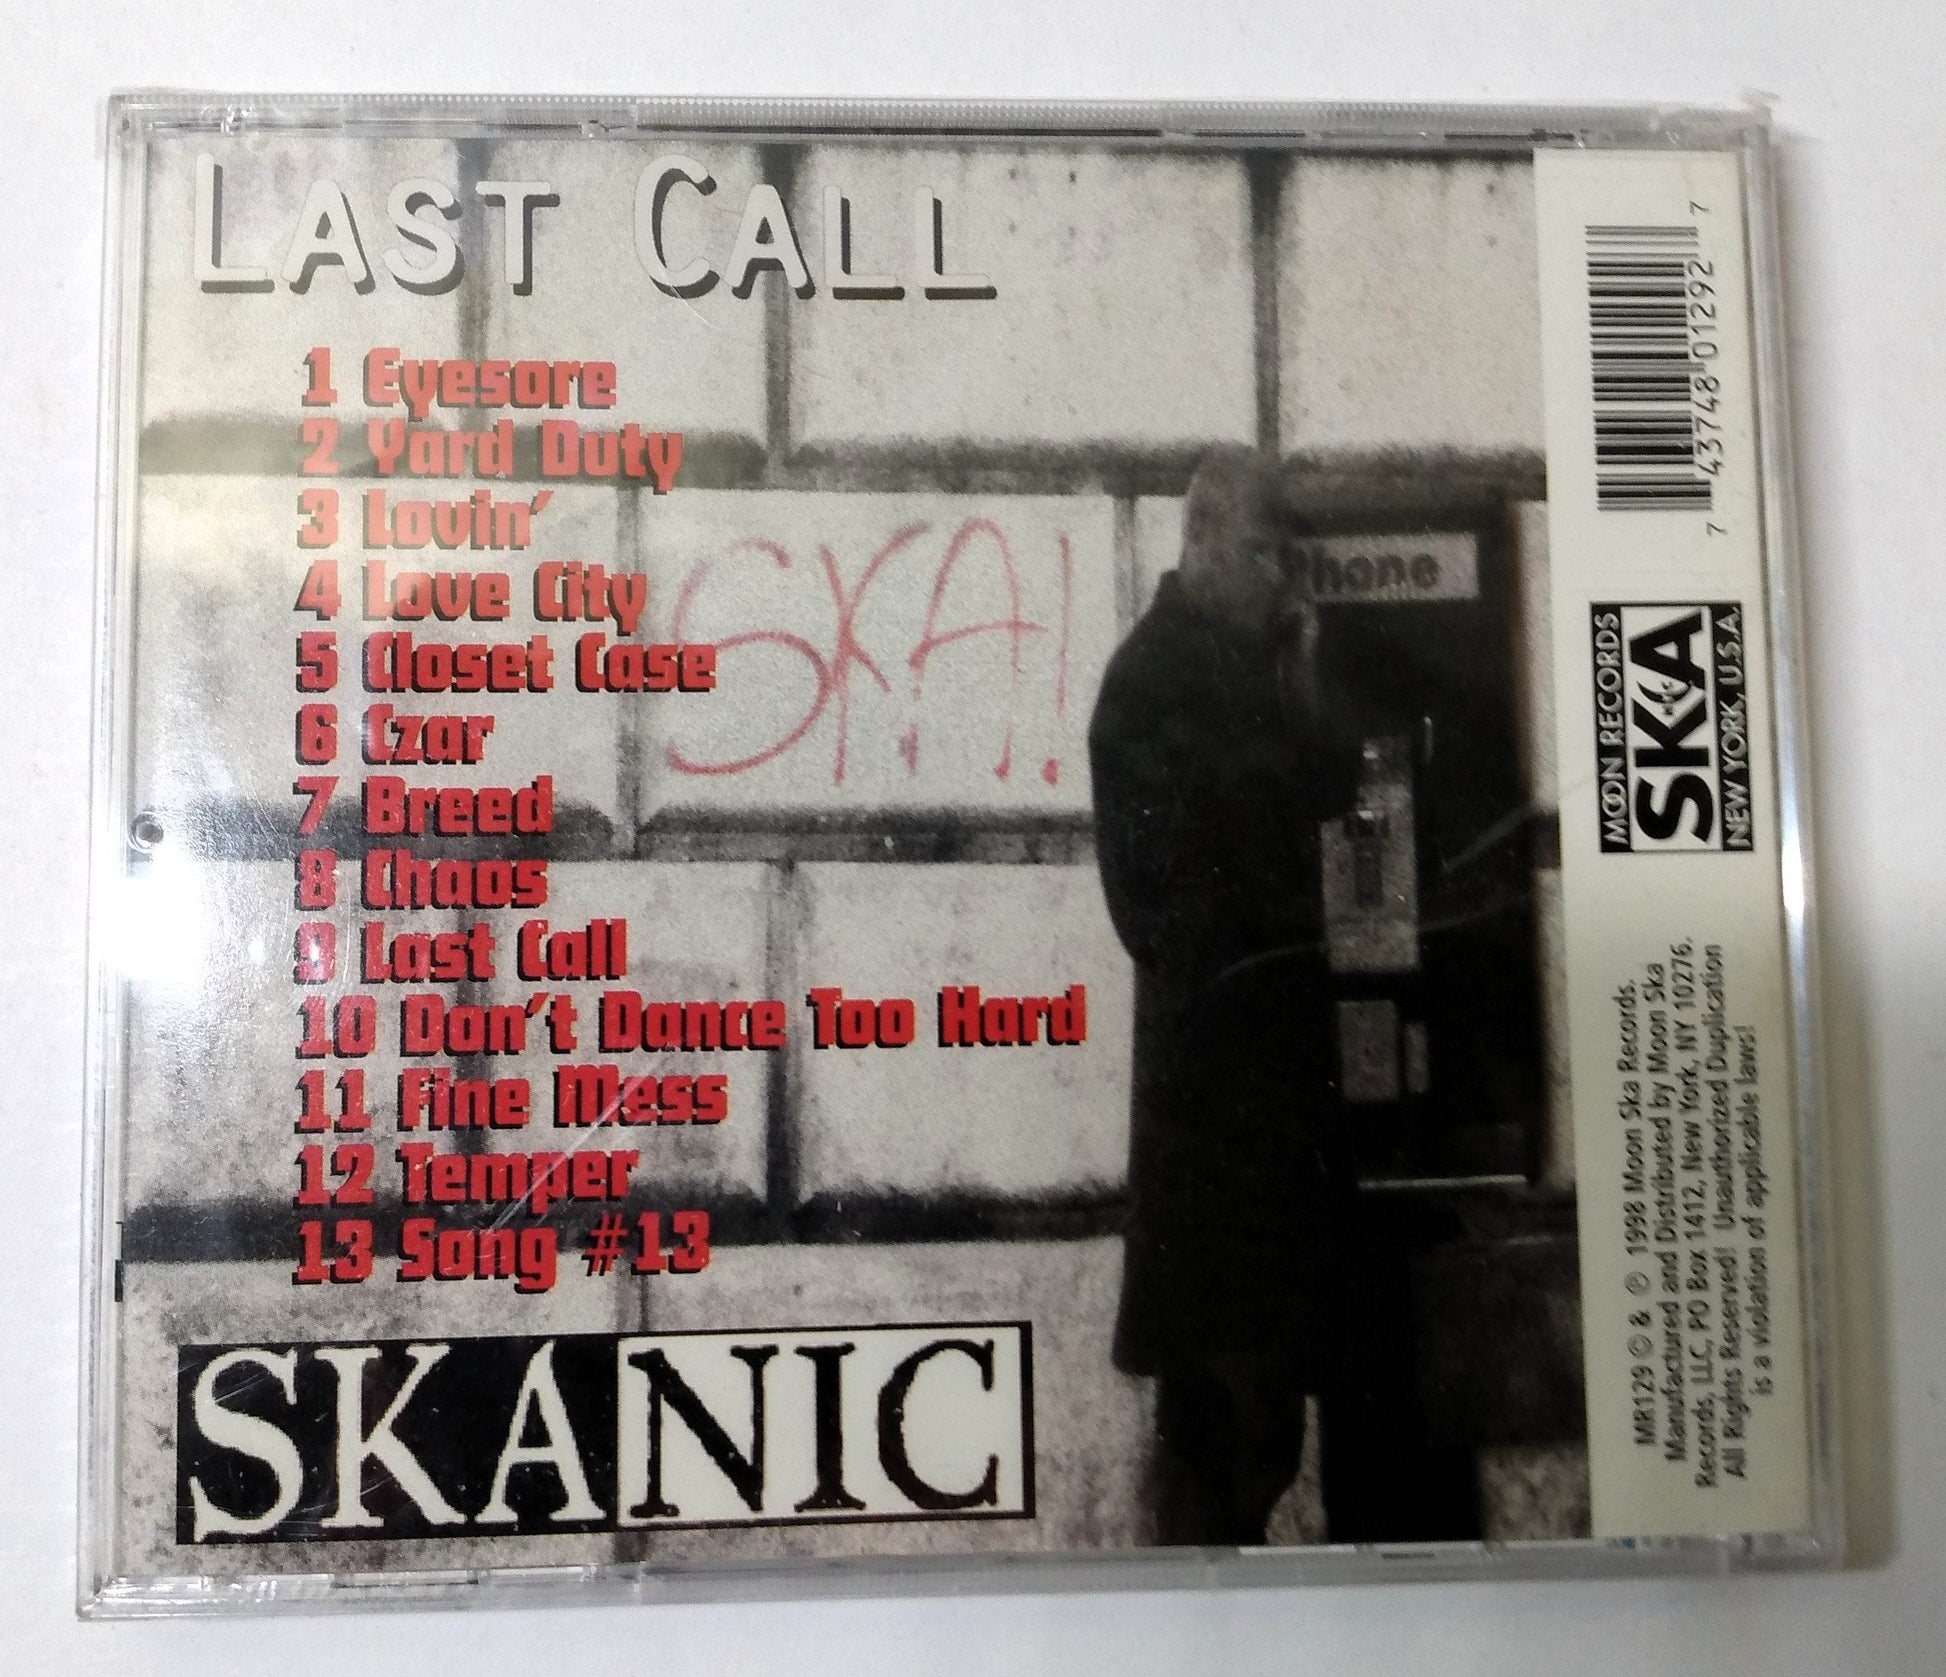 LAST CALL
1 Eyesore
2 Yard Duty
3 Lovin'
4 Love City
5 Closet Case
6 Czar
7 Breed
8 Chaos
9 Last Call
10 Don't Dance Too Hard
11 Fine Mess
12 Temper
13 Song #13
SKA!
Phone
SKANIC
7 43748 01292 7
MOON RECORDS
SKA
NEW YORK, U.S.A.
MR129 © & ℗ 1998 Moon Ska Records.
Manufactured and Distributed by Moon Ska
Records, LLC, PO Box 1412, New York, NY 10276.
All Rights Reserved! Unauthorized Duplication
is a violation of applicable laws!